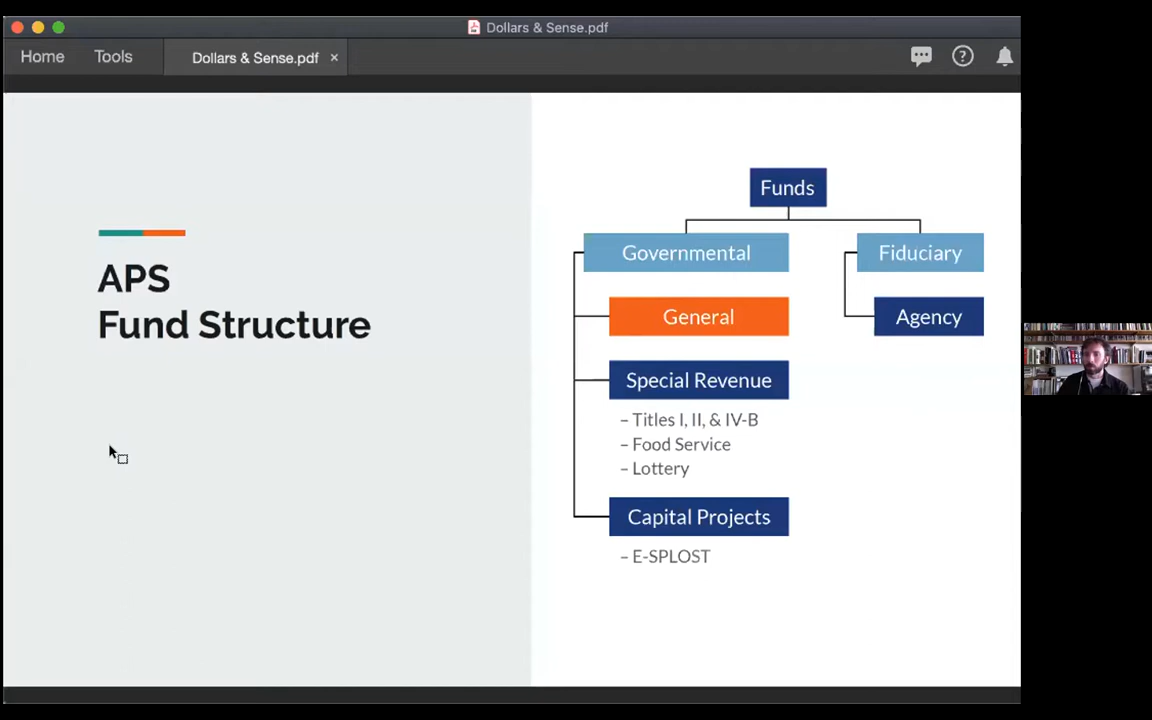 Dollars & Sense.pdf
Home Tools Dollars & Sense.pdf ×
APS
Fund Structure
Funds
Governmental
Fiduciary
General
Agency
Special Revenue
– Titles I, II, & IV-B
– Food Service
– Lottery
Capital Projects
– E-SPLOST